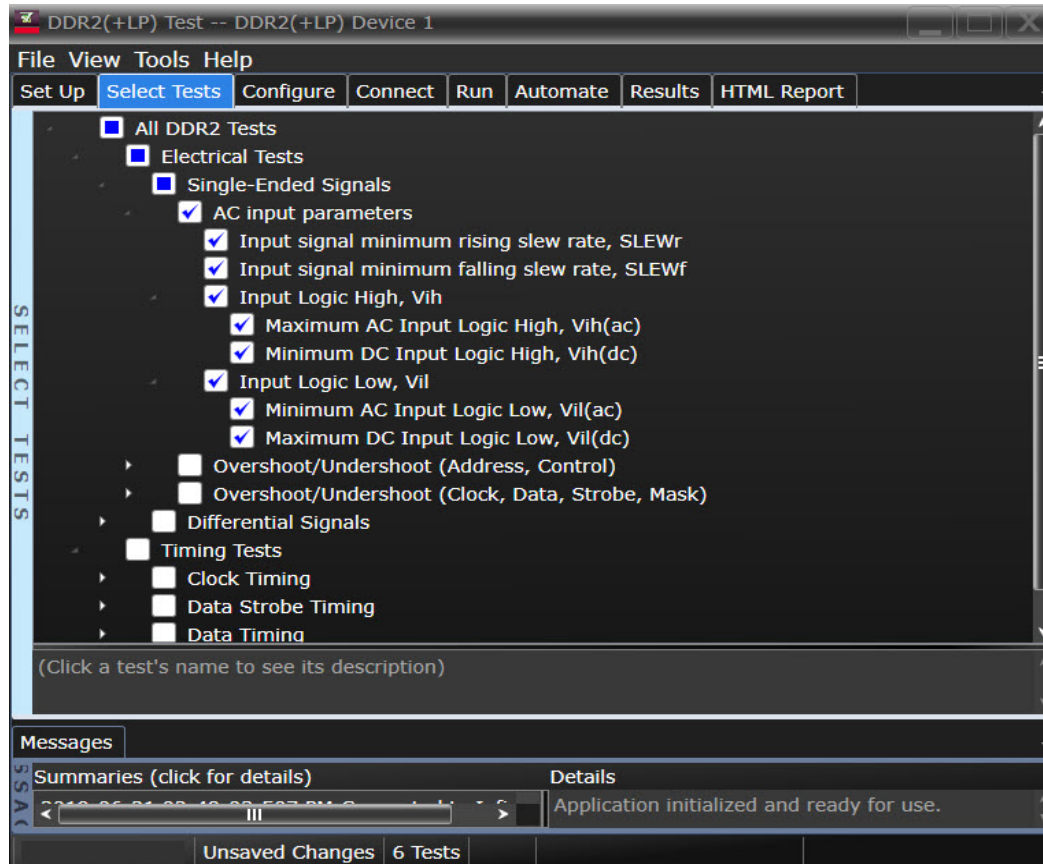 DDR2(+LP) Test -- DDR2(+LP) Device 1
File View Tools Help
Set Up Select Tests Configure Connect Run Automate Results HTML Report
All DDR2 Tests
Electrical Tests
Single-Ended Signals
AC input parameters
Input signal minimum rising slew rate, SLEWr
Input signal minimum falling slew rate, SLEWf
Input Logic High, Vih
Maximum AC Input Logic High, Vih(ac)
Minimum DC Input Logic High, Vih(dc)
Input Logic Low, Vil
Minimum AC Input Logic Low, Vil(ac)
Maximum DC Input Logic Low, Vil(dc)
Overshoot/Undershoot (Address, Control)
Overshoot/Undershoot (Clock, Data, Strobe, Mask)
Differential Signals
Timing Tests
Clock Timing
Data Strobe Timing
Data Timing
SELECT TESTS
(Click a test's name to see its description)
Messages
Summaries (click for details) Details
Application initialized and ready for use.
Unsaved Changes 6 Tests